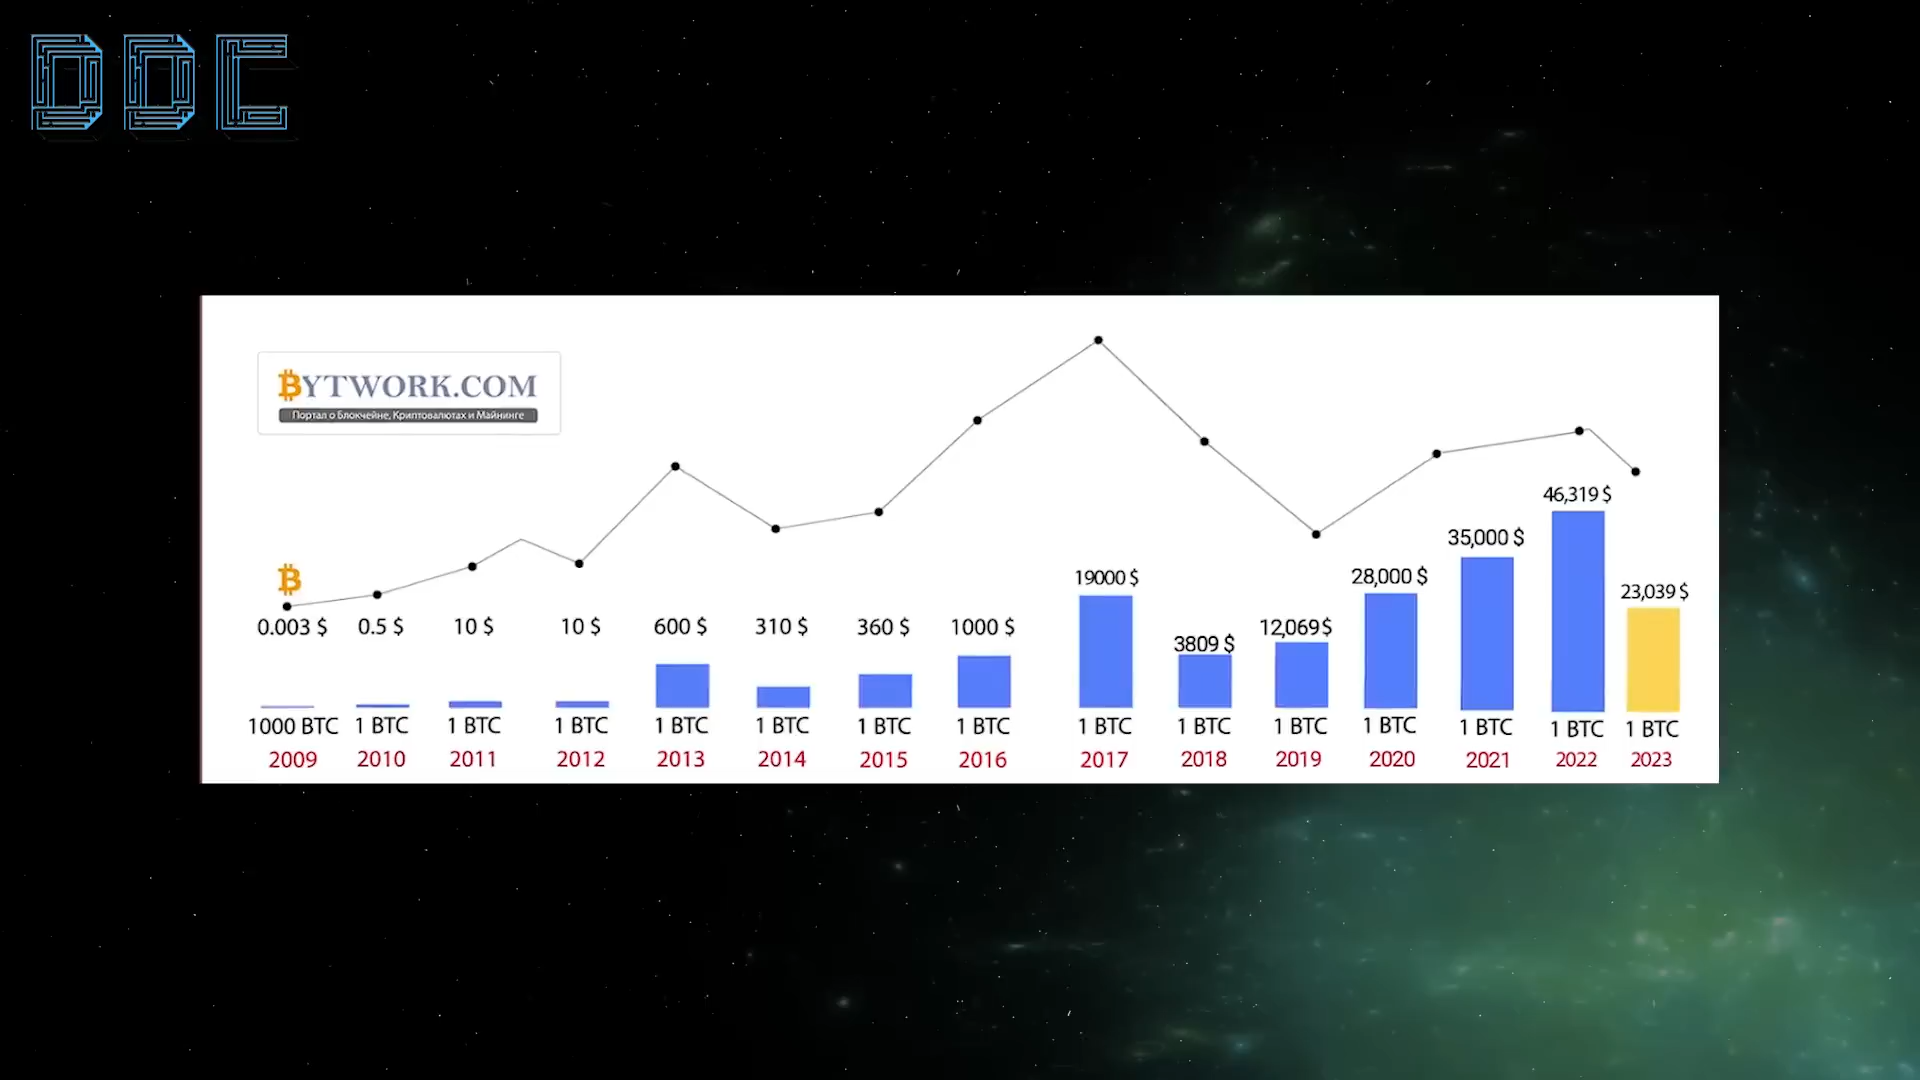 DDC
BYTWORK.COM
Портал о Блокчейне, Криптовалютах и Майнинге
0.003 $ 0.5 $ 10 $ 10 $ 600 $ 310 $ 360 $ 1000 $ 19000 $ 3809 $ 12,069$ 28,000 $ 35,000 $ 46,319 $ 23,039 $
1000 BTC 1 BTC 1 BTC 1 BTC 1 BTC 1 BTC 1 BTC 1 BTC 1 BTC 1 BTC 1 BTC 1 BTC 1 BTC 1 BTC 1 BTC
2009 2010 2011 2012 2013 2014 2015 2016 2017 2018 2019 2020 2021 2022 2023